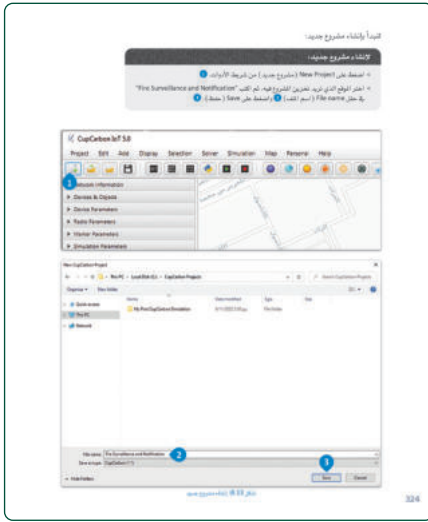 لنبدأ بإنشاء مشروع جديد:
لإنشاء مشروع جديد:
< اضغط على New Project (مشروع جديد) من شريط الأدوات. 1
< اختر الموقع الذي تريد تخزين المشروع فيه، ثم اكتب "Fire Surveillance and Notification"
في حقل File name (اسم الملف) 2 واضغط على Save (حفظ). 3
CupCarbon IoT 5.0
Project Edit Add Display Selection Solver Simulation Map Personal Help
1
Network Information
Devices & Objects
Device Parameters
Radio Parameters
Marker Parameters
Simulation Parameters
New CupCarbon Project
This PC > Local Disk (C:) > CupCarbon Projects
Search CupCarbon Projects
Organize New folder
Name Date modified Type Size
Quick access
This PC
Network
My First CupCarbon Simulation
File folder
File name: Fire Surveillance and Notification 2
Save as type: CupCarbon (*.*)
3
Hide Folders Save Cancel
إنشاء مشروع جديد
324